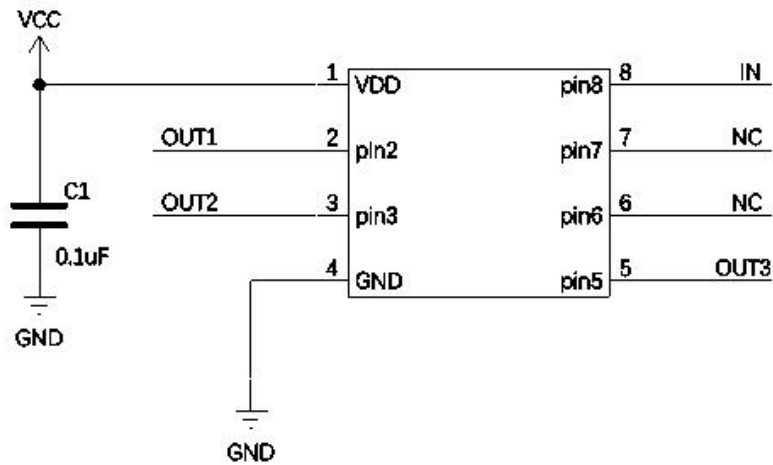 VCC
1 VDD pin8 8 IN
OUT1 2 pin2 pin7 7 NC
C1
OUT2 3 pin3 pin6 6 NC
0.1uF
4 GND pin5 5 OUT3
GND
GND